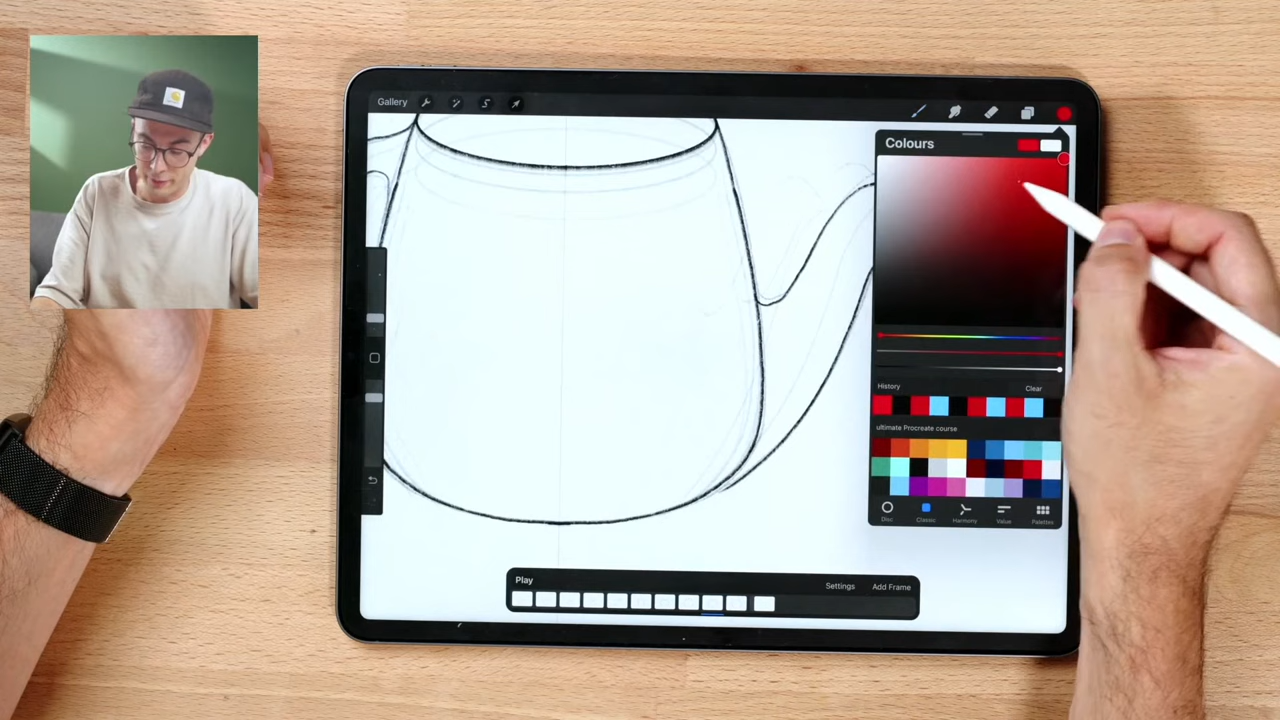 Gallery
Colours
History Clear
ultimate Procreate course
Disc Classic Harmony Value Palettes
Play Settings Add Frame